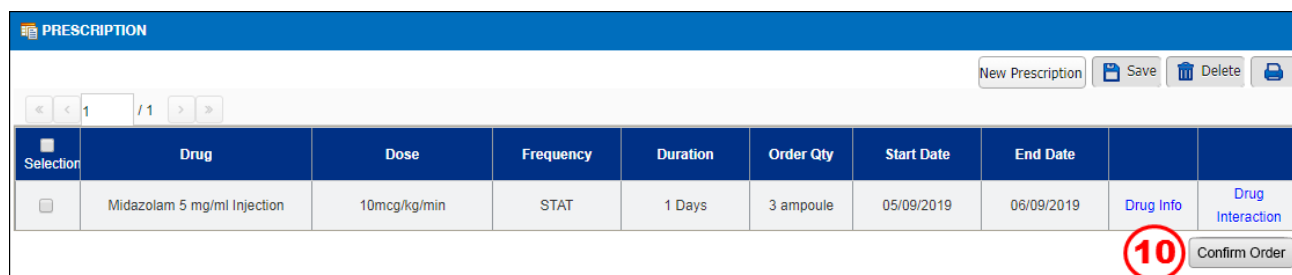 PRESCRIPTION
New Prescription Save Delete
1 / 1
Selection Drug Dose Frequency Duration Order Qty Start Date End Date
Midazolam 5 mg/ml Injection 10mcg/kg/min STAT 1 Days 3 ampoule 05/09/2019 06/09/2019 Drug Info Drug
Interaction
10 Confirm Order